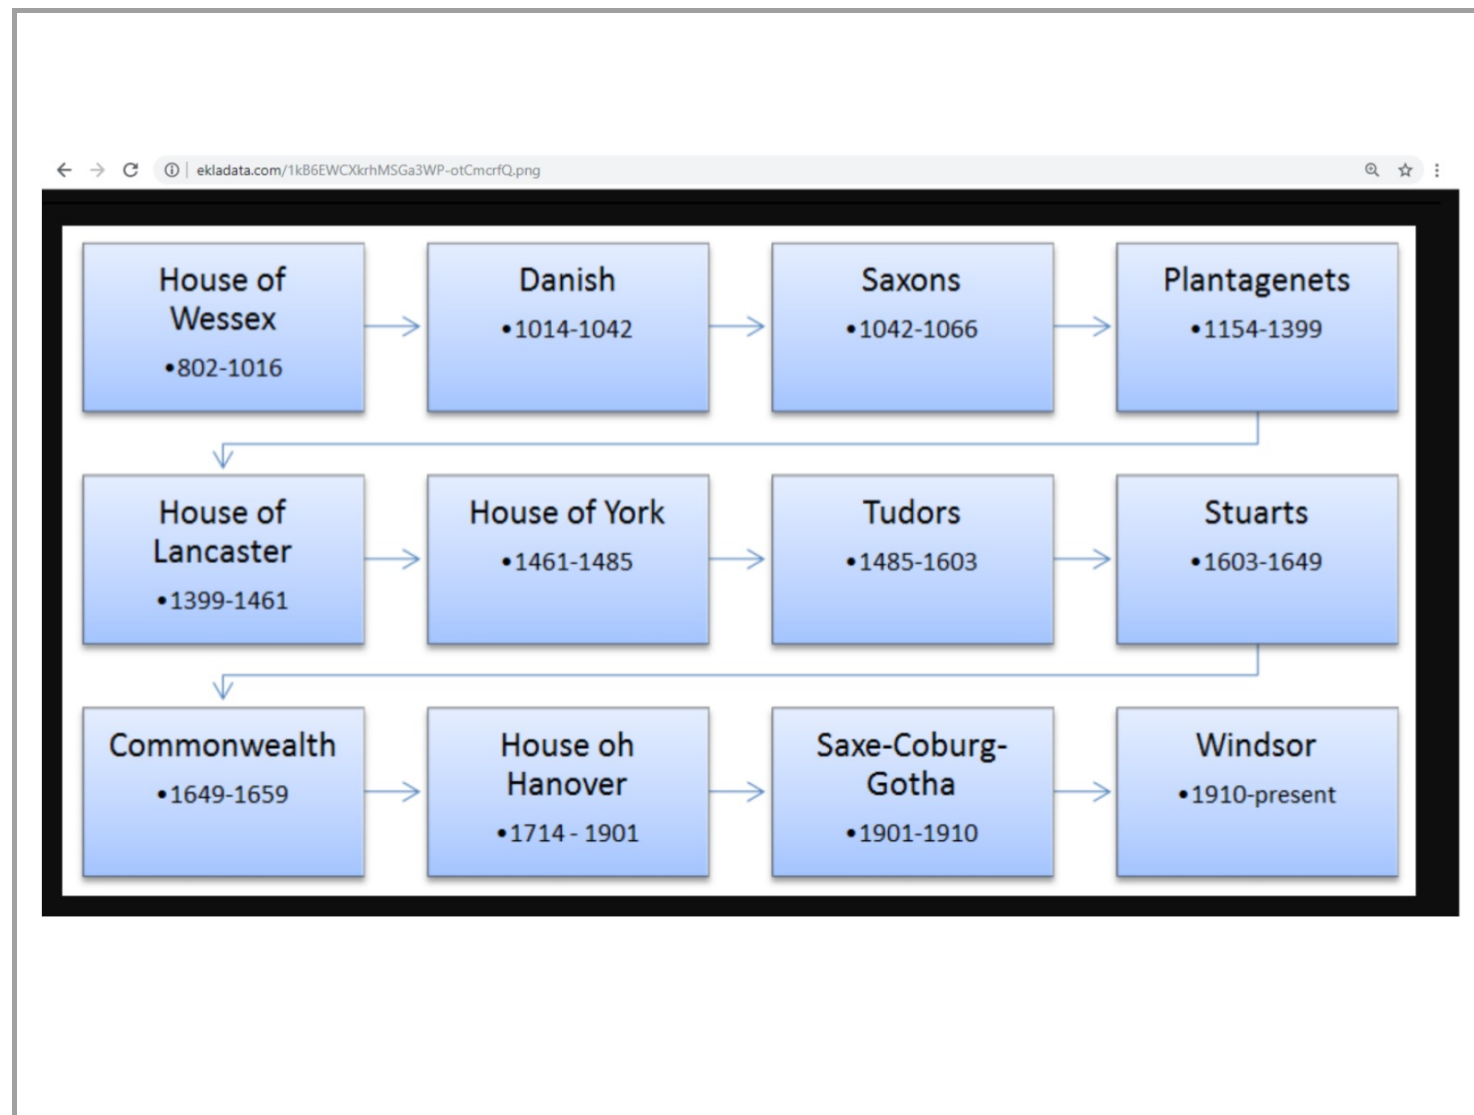 ekladata.com/1kB6EWCXkrhMSGa3WP-otCmcrfQ.png
House of
Wessex
•802-1016
Danish
•1014-1042
Saxons
•1042-1066
Plantagenets
•1154-1399
House of
Lancaster
•1399-1461
House of York
•1461-1485
Tudors
•1485-1603
Stuarts
•1603-1649
Commonwealth
•1649-1659
House oh
Hanover
•1714 - 1901
Saxe-Coburg-
Gotha
•1901-1910
Windsor
•1910-present